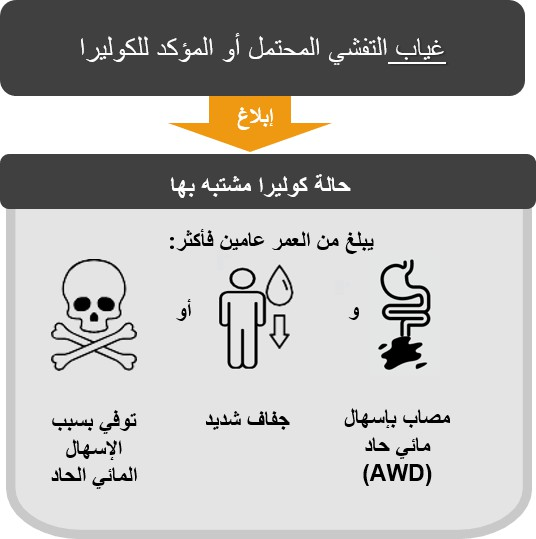 غياب التفشي المحتمل أو المؤكد للكوليرا
إبلاغ
حالة كوليرا مشتبه بها
يبلغ من العمر عامين فأكثر:
و
أو
مصاب بإسهال
مائي حاد
(AWD)
جفاف شديد
توفي بسبب
الإسهال
المائي الحاد